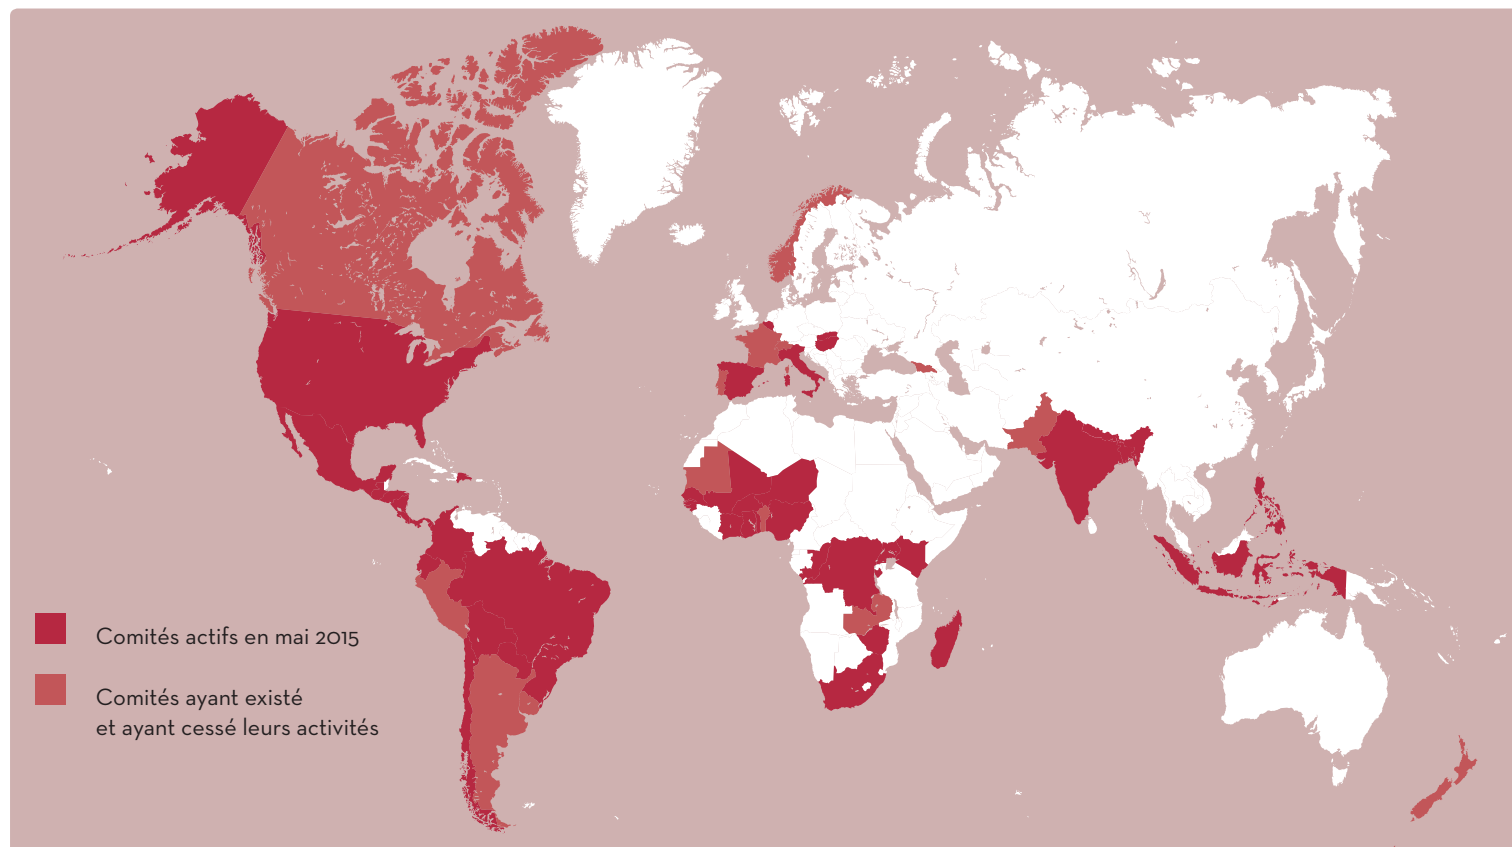 Comités actifs en mai 2015
Comités ayant existé
et ayant cessé leurs activités